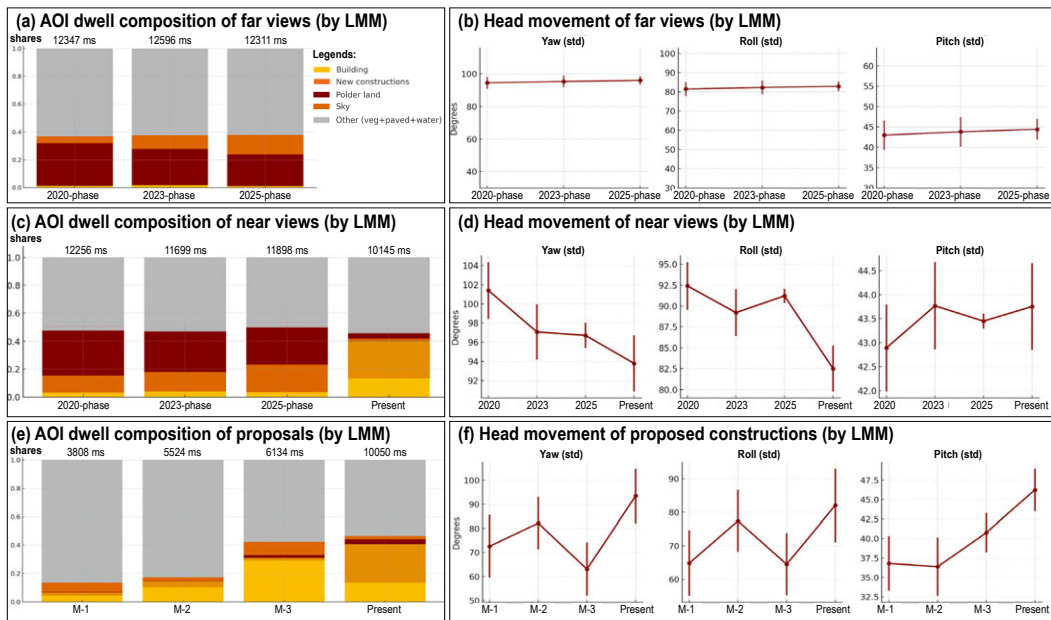 (a) AOI dwell composition of far views (by LMM)
shares
12347 ms 12596 ms 12311 ms
1.0
0.8
0.6
0.4
0.2
0.0
2020-phase 2023-phase 2025-phase
Legends:
Building
New constructions
Polder land
Sky
Other (veg+paved+water)
(b) Head movement of far views (by LMM)
Yaw (std) Roll (std) Pitch (std)
Degrees
100
80
60
40
2020-phase 2023-phase 2025-phase
100
90
80
70
60
50
40
30
2020-phase 2023-phase 2025-phase
65
60
55
50
45
40
35
30
2020-phase 2023-phase 2025-phase
(c) AOI dwell composition of near views (by LMM)
shares
12256 ms 11699 ms 11898 ms 10145 ms
1.0
0.8
0.6
0.4
0.2
0.0
2020-phase 2023-phase 2025-phase Present
(d) Head movement of near views (by LMM)
Yaw (std) Roll (std) Pitch (std)
Degrees
104
102
100
98
96
94
92
2020 2023 2025 Present
95.0
92.5
90.0
87.5
85.0
82.5
80.0
2020 2023 2025 Present
44.5
44.0
43.5
43.0
42.5
42.0
2020 2023 2025 Present
(e) AOI dwell composition of proposals (by LMM)
shares
3808 ms 5524 ms 6134 ms 10050 ms
1.0
0.8
0.6
0.4
0.2
0.0
M-1 M-2 M-3 Present
(f) Head movement of proposed constructions (by LMM)
Yaw (std) Roll (std) Pitch (std)
Degrees
100
90
80
70
60
50
M-1 M-2 M-3 Present
90
80
70
60
M-1 M-2 M-3 Present
47.5
45.0
42.5
40.0
37.5
35.0
32.5
M-1 M-2 M-3 Present